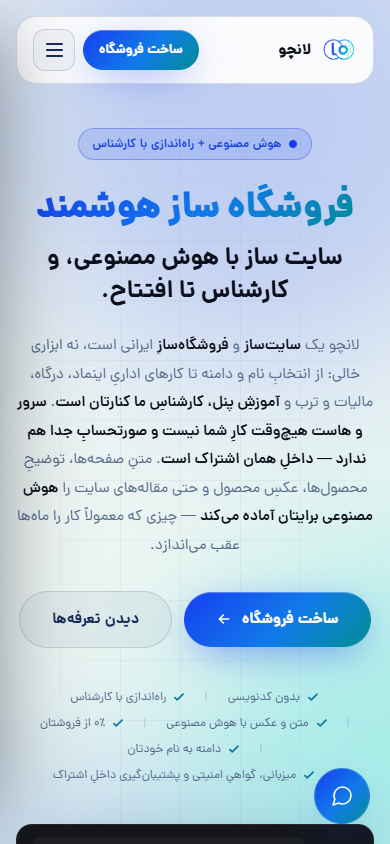 لانچو
ساخت فروشگاه
هوش مصنوعی + راه‌اندازی با کارشناس
فروشگاه ساز هوشمند
سایت ساز با هوش مصنوعی، و
کارشناس تا افتتاح.
لانچو یک سایت‌ساز و فروشگاه‌سازِ ایرانی است، نه ابزاری
خالی: از انتخابِ نام و دامنه تا کارهای اداریِ اینماد، درگاه،
مالیات و ترب و آموزشِ پنل، کارشناسِ ما کنارتان است. سرور
و هاست هیچ‌وقت کارِ شما نیست و صورتحسابِ جدا هم
ندارد — داخلِ همان اشتراک است. متنِ صفحه‌ها، توضیحِ
محصول‌ها، عکسِ محصول و حتی مقاله‌های سایت را هوش
مصنوعی برایتان آماده می‌کند — چیزی که معمولاً کار را ماه‌ها
عقب می‌اندازد.
ساخت فروشگاه ←
دیدن تعرفه‌ها
بدون کدنویسی | راه‌اندازی با کارشناس
| متن و عکس با هوش مصنوعی | ۰٪ از فروشتان
| دامنه به نام خودتان
میزبانی، گواهیِ امنیتی و پشتیبان‌گیری داخلِ اشتراک